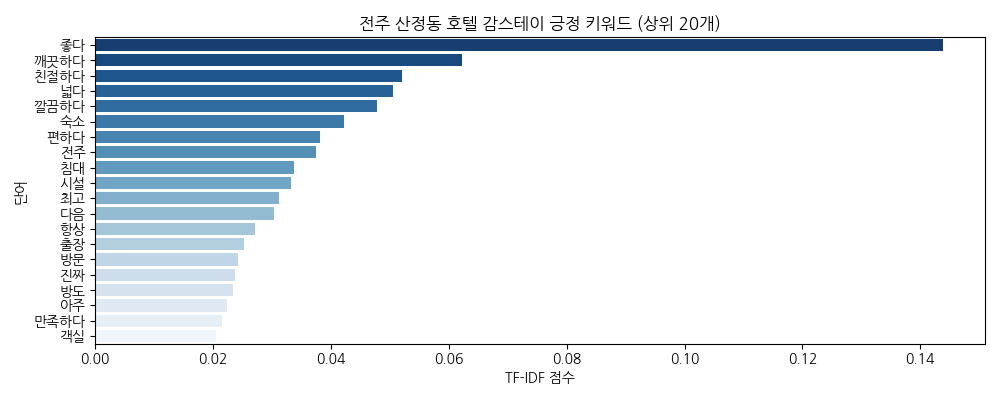 전주 산정동 호텔 감스테이 긍정 키워드 (상위 20개)
좋다
깨끗하다
친절하다
넓다
깔끔하다
숙소
편하다
전주
침대
시설
최고
다음
항상
출장
방문
진짜
방도
아주
만족하다
객실
단어
0.00 0.02 0.04 0.06 0.08 0.10 0.12 0.14
TF-IDF 점수